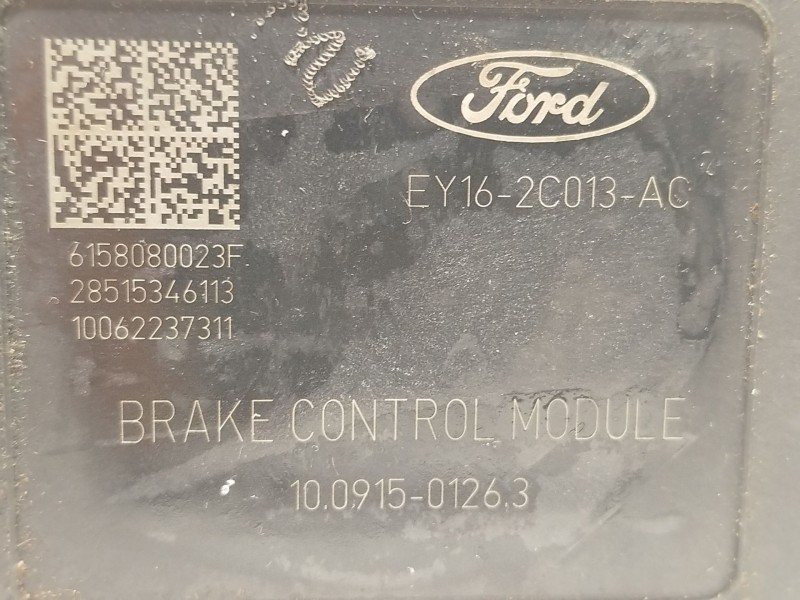 Ford
EY16-2C013-AC
6158080023F
28515346113
10062237311
BRAKE CONTROL MODULE
10.0915-0126.3